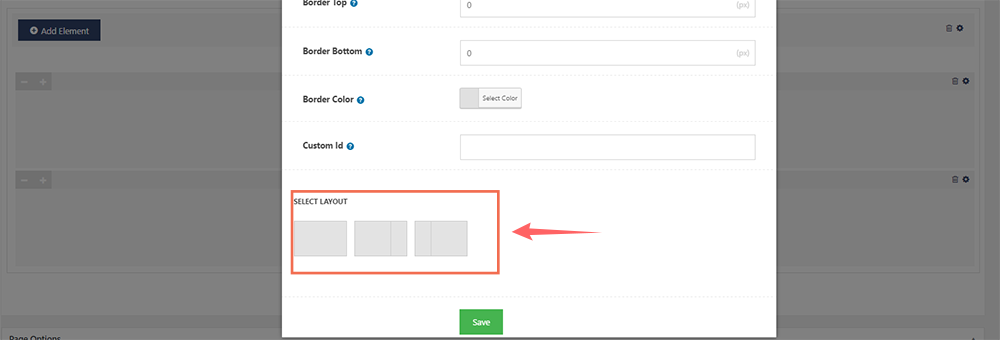 Border Top
0
(px)
Add Element
Border Bottom
0
(px)
Border Color
Select Color
Custom Id
SELECT LAYOUT
Save
Page Options